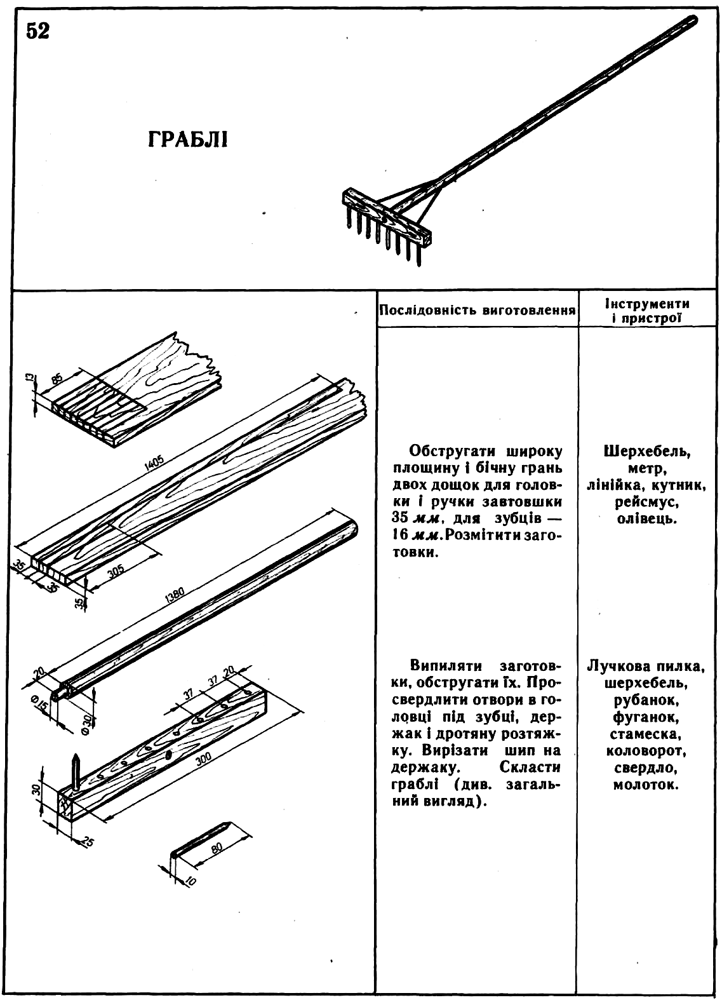 52
ГРАБЛІ
Послідовність виготовлення
Інструменти
і пристрої
13
85
1405
35
35
305
35
Обстругати широку
площину і бічну грань
двох дощок для голов-
ки і ручки завтовшки
35 мм, для зубців —
16 мм. Розмітити заго-
товки.
Шерхебель,
метр,
лінійка, кутник,
рейсмус,
олівець.
1380
20
Ф15
Ф30
37
37
20
300
30
25
80
10
Випиляти заготов-
ки, обстругати їх. Про-
свердлити отвори в го-
ловці під зубці, дер-
жак і дротяну розтяж-
ку. Вирізати шип на
держаку. Скласти
граблі (див. загаль-
ний вигляд).
Лучкова пилка,
шерхебель,
рубанок,
фуганок,
стамеска,
коловорот,
свердло,
молоток.